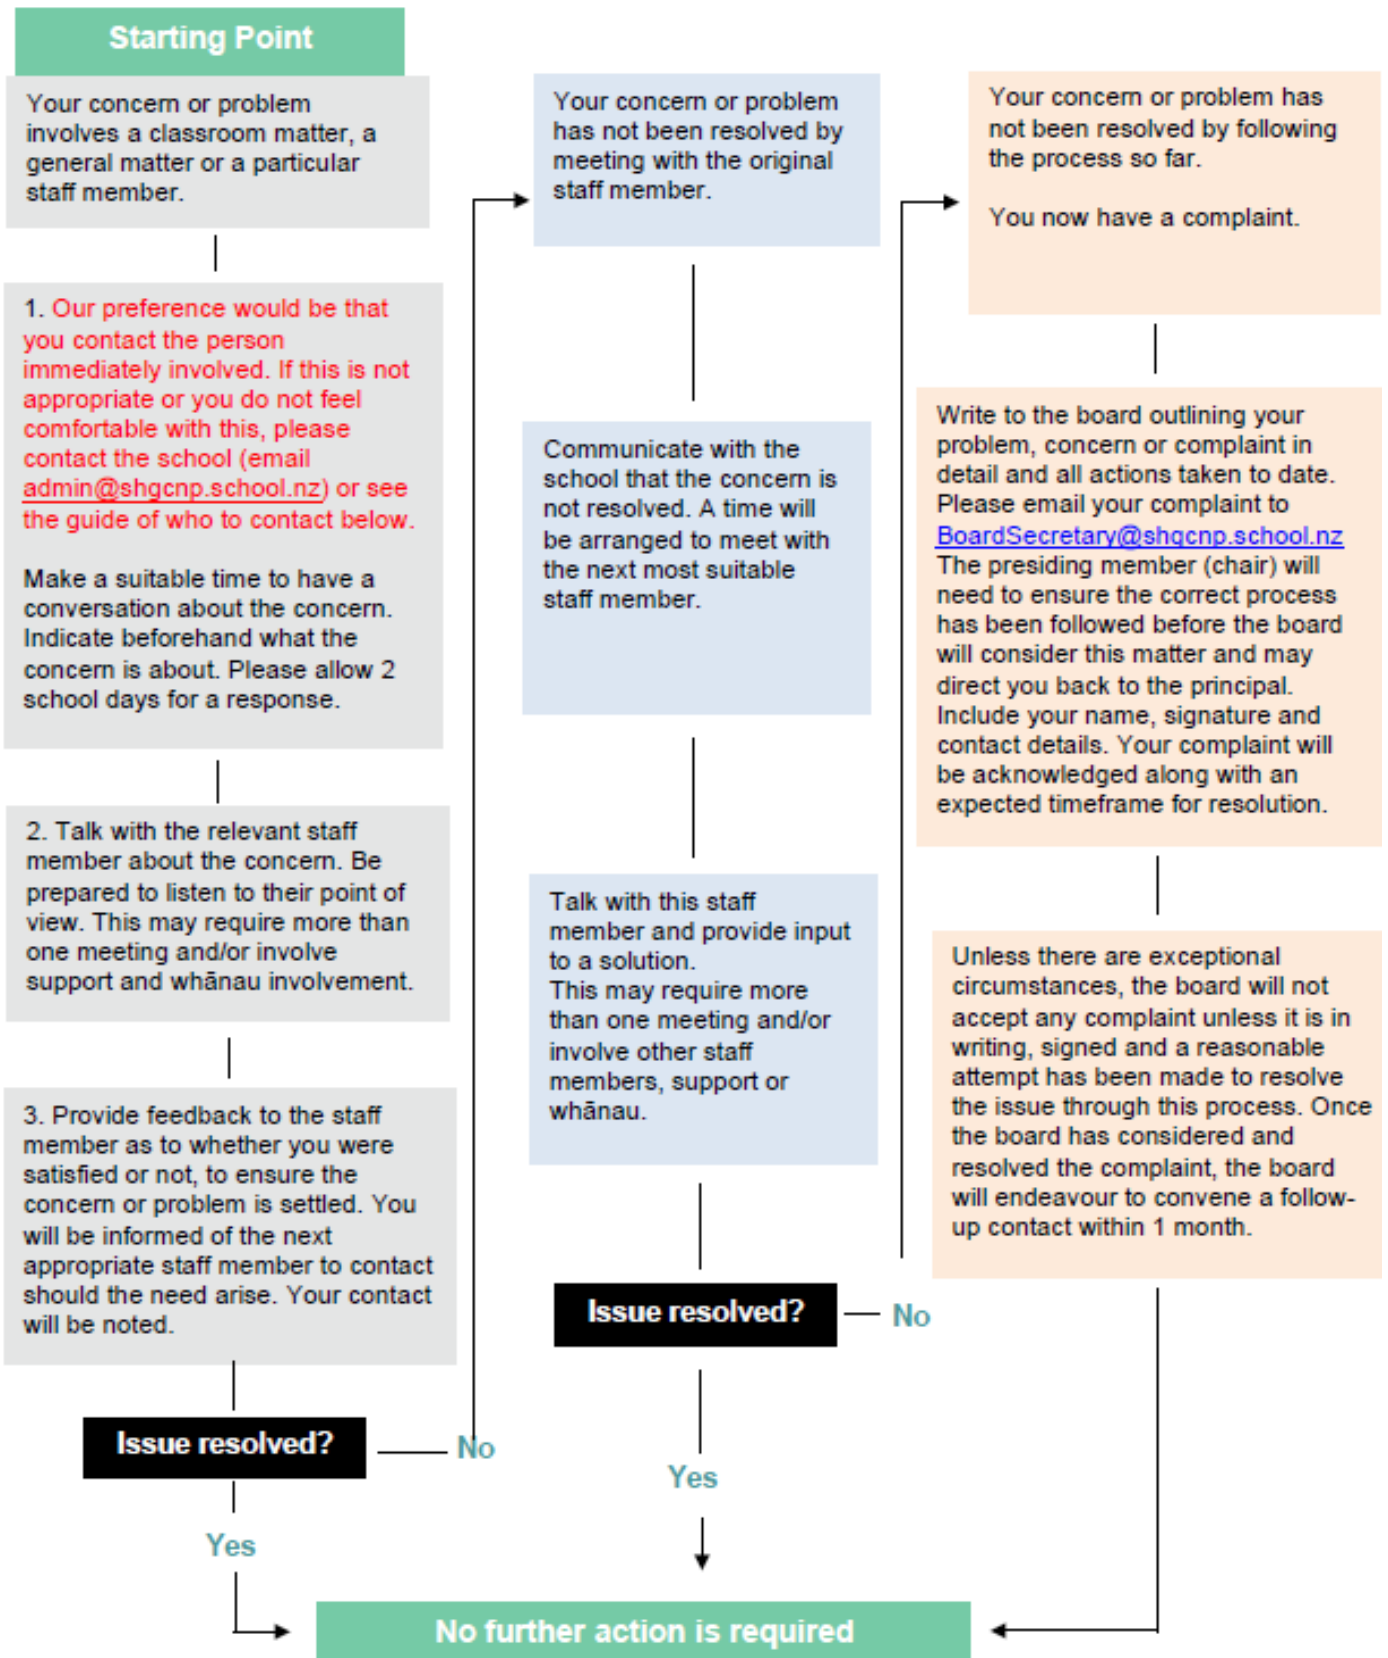 Starting Point
Your concern or problem
involves a classroom matter, a
general matter or a particular
staff member.
1. Our preference would be that
you contact the person
immediately involved. If this is not
appropriate or you do not feel
comfortable with this, please
contact the school (email
admin@shgcnp.school.nz) or see
the guide of who to contact below.
Make a suitable time to have a
conversation about the concern.
Indicate beforehand what the
concern is about. Please allow 2
school days for a response.
2. Talk with the relevant staff
member about the concern. Be
prepared to listen to their point of
view. This may require more than
one meeting and/or involve
support and whānau involvement.
3. Provide feedback to the staff
member as to whether you were
satisfied or not, to ensure the
concern or problem is settled. You
will be informed of the next
appropriate staff member to contact
should the need arise. Your contact
will be noted.
Issue resolved?
No
Yes
Your concern or problem
has not been resolved by
meeting with the original
staff member.
Communicate with the
school that the concern is
not resolved. A time will
be arranged to meet with
the next most suitable
staff member.
Talk with this staff
member and provide input
to a solution.
This may require more
than one meeting and/or
involve other staff
members, support or
whānau.
Issue resolved?
No
Yes
Your concern or problem has
not been resolved by following
the process so far.
You now have a complaint.
Write to the board outlining your
problem, concern or complaint in
detail and all actions taken to date.
Please email your complaint to
BoardSecretary@shgcnp.school.nz
The presiding member (chair) will
need to ensure the correct process
has been followed before the board
will consider this matter and may
direct you back to the principal.
Include your name, signature and
contact details. Your complaint will
be acknowledged along with an
expected timeframe for resolution.
Unless there are exceptional
circumstances, the board will not
accept any complaint unless it is in
writing, signed and a reasonable
attempt has been made to resolve
the issue through this process. Once
the board has considered and
resolved the complaint, the board
will endeavour to convene a follow-
up contact within 1 month.
No further action is required